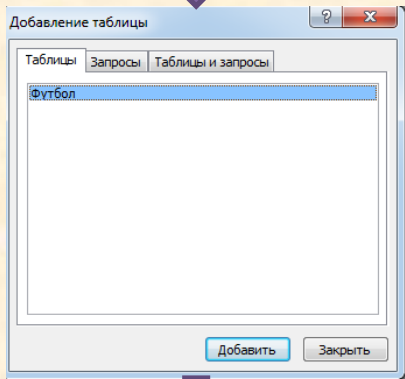 Добавление таблицы
Таблицы Запросы Таблицы и запросы
Футбол
Добавить Закрыть